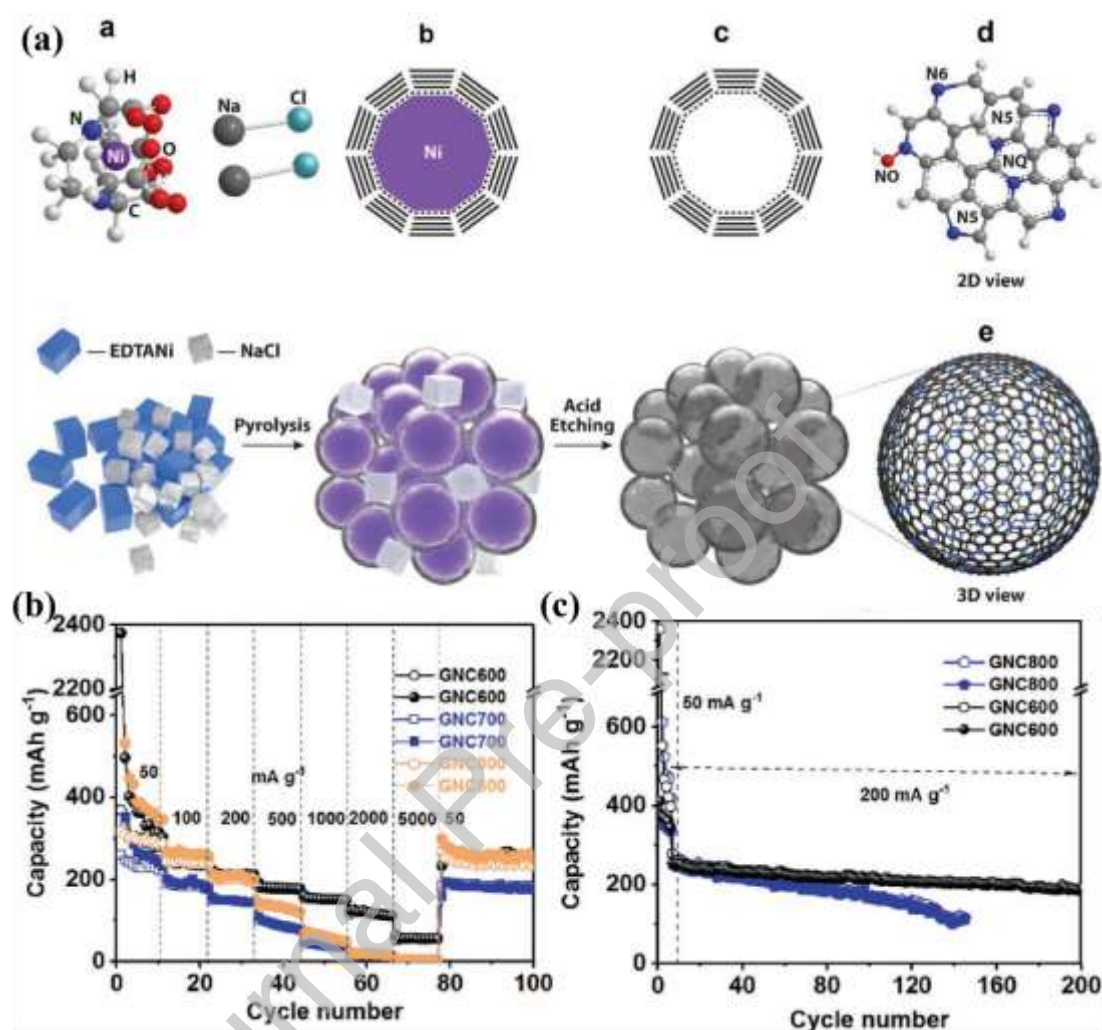 (a)
a
b
c
d
H
N
Ni
O
C
Na
Cl
Ni
N6
N5
NQ
NO
N5
2D view
EDTANi
NaCl
Pyrolysis
Acid
Etching
e
3D view
(b)
2400
2200
600
400
200
0
Capacity (mAh g⁻¹)
GNC600
GNC600
GNC700
GNC700
50
mA g⁻¹
100
200
500
1000
2000
5000
50
0
20
40
60
80
100
Cycle number
(c)
2400
2200
600
400
200
0
Capacity (mAh g⁻¹)
GNC800
GNC800
GNC600
GNC600
50 mA g⁻¹
200 mA g⁻¹
0
40
80
120
160
200
Cycle number
Journal Pre-proof